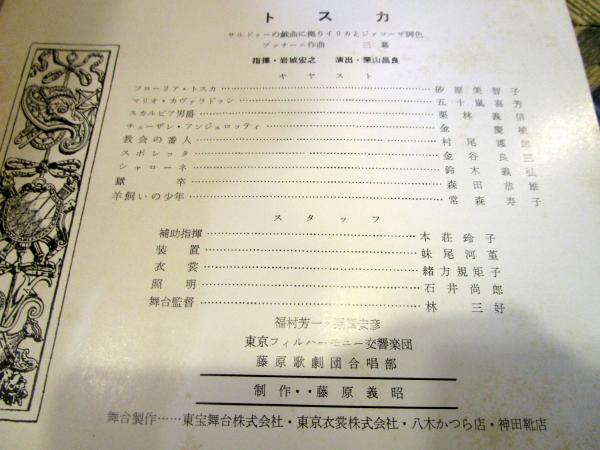 トスカ
サルドゥーの戯曲に拠りイリカとジャコーザ脚色
プッチーニ作曲 三幕
指揮・岩城宏之 演出・栗山昌良
キャスト
フローリア・トスカ……砂原美智子
マリオ・カヴァラドッシ……五十嵐喜芳
スカルピア男爵……栗林義信
チェーザレ・アンジェロッティ……金慶植
教会の番人……村尾護郎
スポレッタ……金谷良三
シャローネ……鈴木義弘
獄卒……森田恭雄
羊飼いの少年……常森寿子
スタッフ
補助指揮……本荘玲子
装置……妹尾河童
衣裳……緒方規矩子
照明……石井尚郎
舞台監督……林三好
福村芳一・安彦
東京フィルハーモニー交響楽団
藤原歌劇団合唱部
制作・・藤原義昭
舞台製作……東宝舞台株式会社・東京衣裳株式会社・八木かつら店・神田靴店